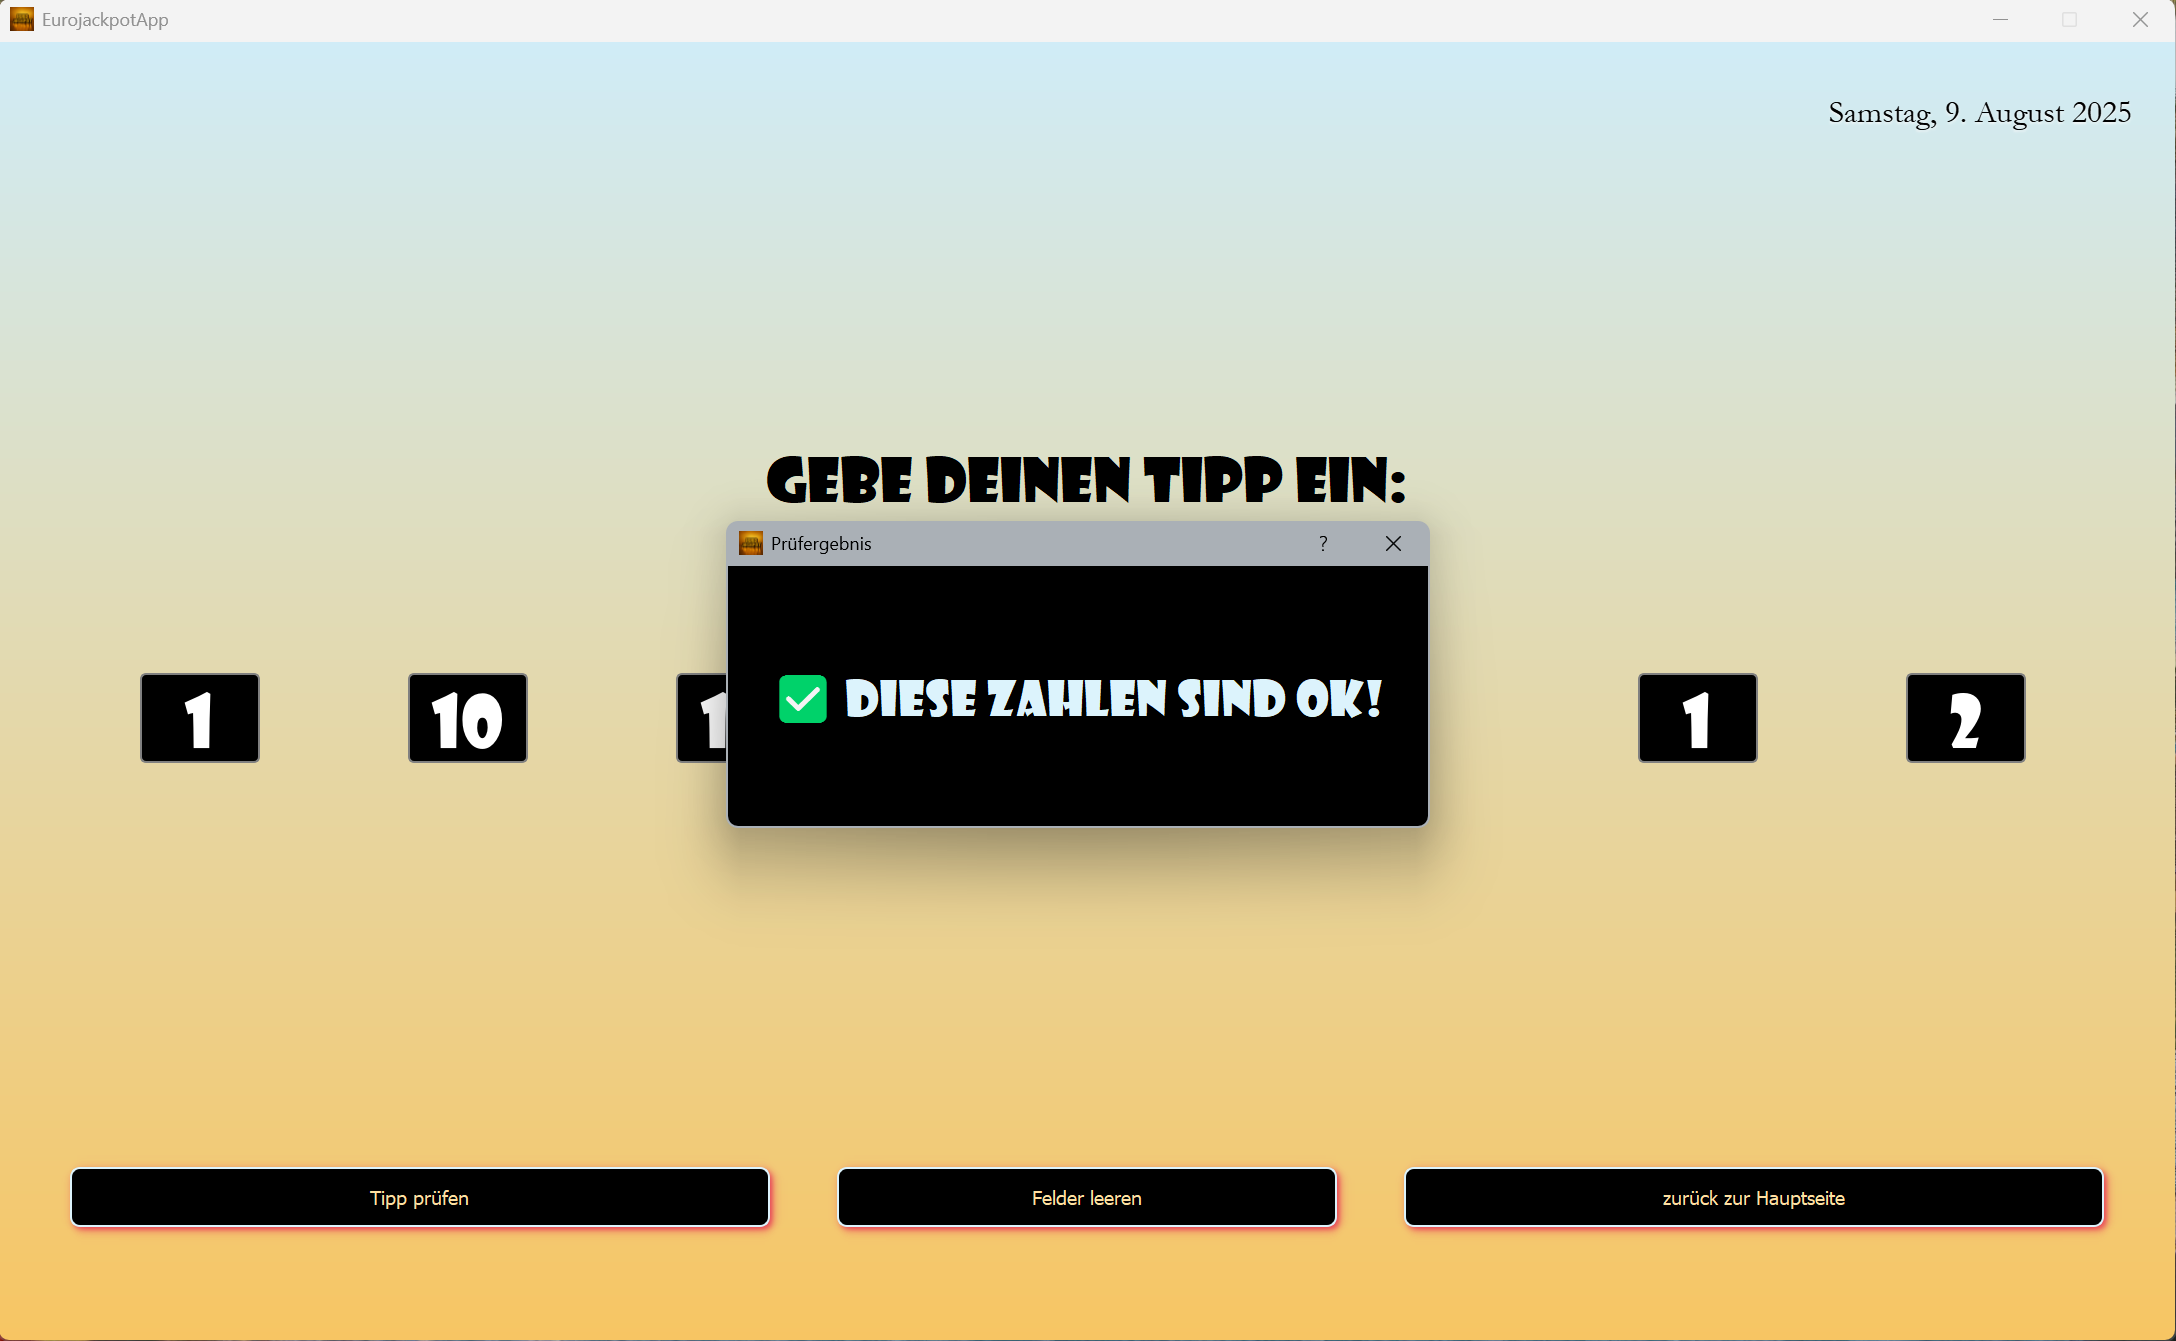 EurojackpotApp
Samstag, 9. August 2025
GEBE DEINEN TIPP EIN:
Prüfergebnis
?
✅ DIESE ZAHLEN SIND OK!
1 10 1 2
Tipp prüfen Felder leeren zurück zur Hauptseite